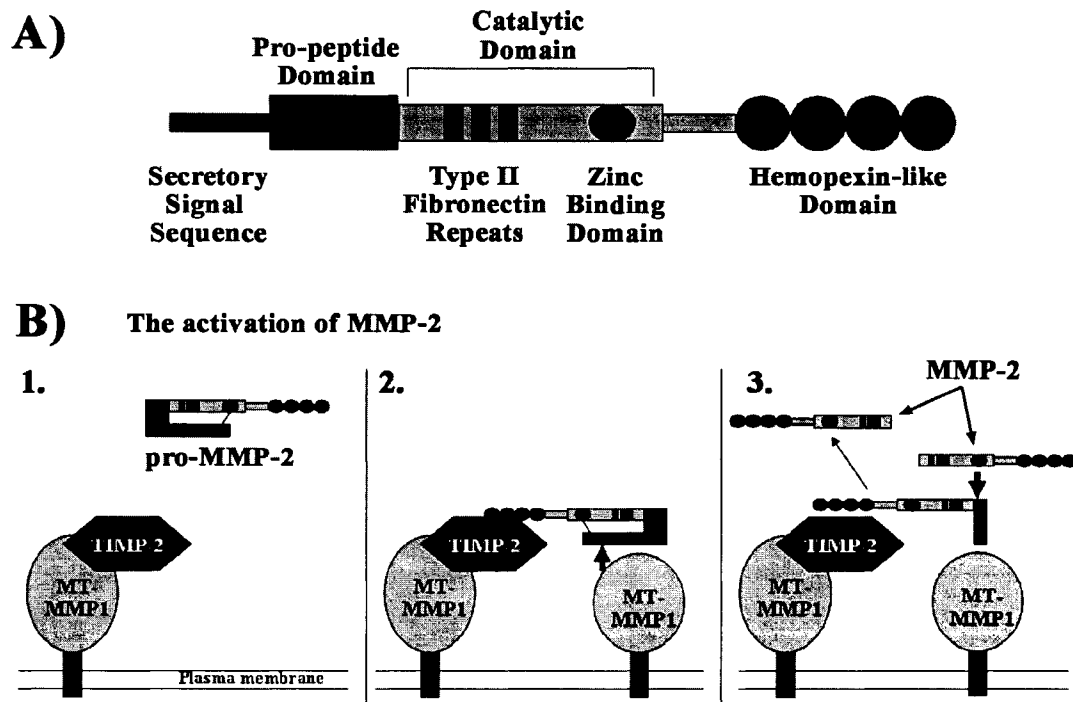 A)
Catalytic
Domain
Pro-peptide
Domain
Secretory
Signal
Sequence
Type II
Fibronectin
Repeats
Zinc
Binding
Domain
Hemopexin-like
Domain
B)
The activation of MMP-2
1.
pro-MMP-2
TIMP 2
MT-
MMP1
Plasma membrane
2.
TIMP 2
MT-
MMP1
MT-
MMP1
3.
MMP-2
TIMP 2
MT-
MMP1
MT-
MMP1